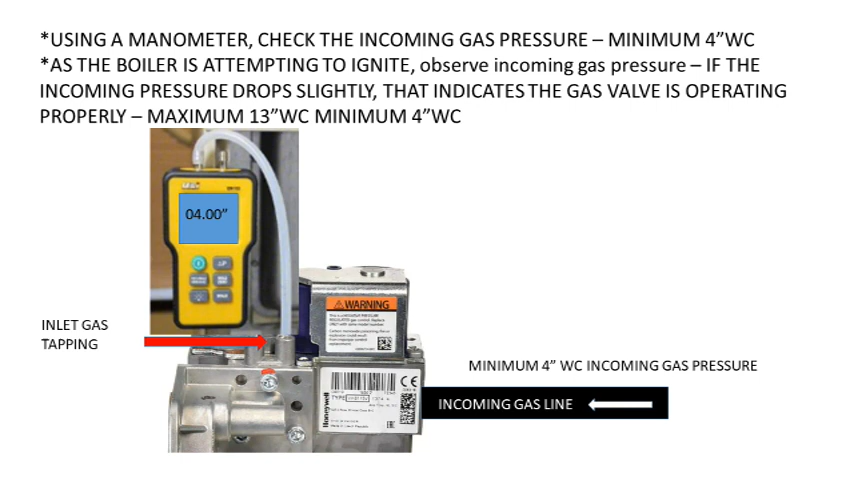 *USING A MANOMETER, CHECK THE INCOMING GAS PRESSURE – MINIMUM 4”WC
*AS THE BOILER IS ATTEMPTING TO IGNITE, observe incoming gas pressure – IF THE
INCOMING PRESSURE DROPS SLIGHTLY, THAT INDICATES THE GAS VALVE IS OPERATING
PROPERLY – MAXIMUM 13”WC MINIMUM 4”WC
04.00”
WARNING
INLET GAS
TAPPING
MINIMUM 4” WC INCOMING GAS PRESSURE
INCOMING GAS LINE
Honeywell
TYPE
CE